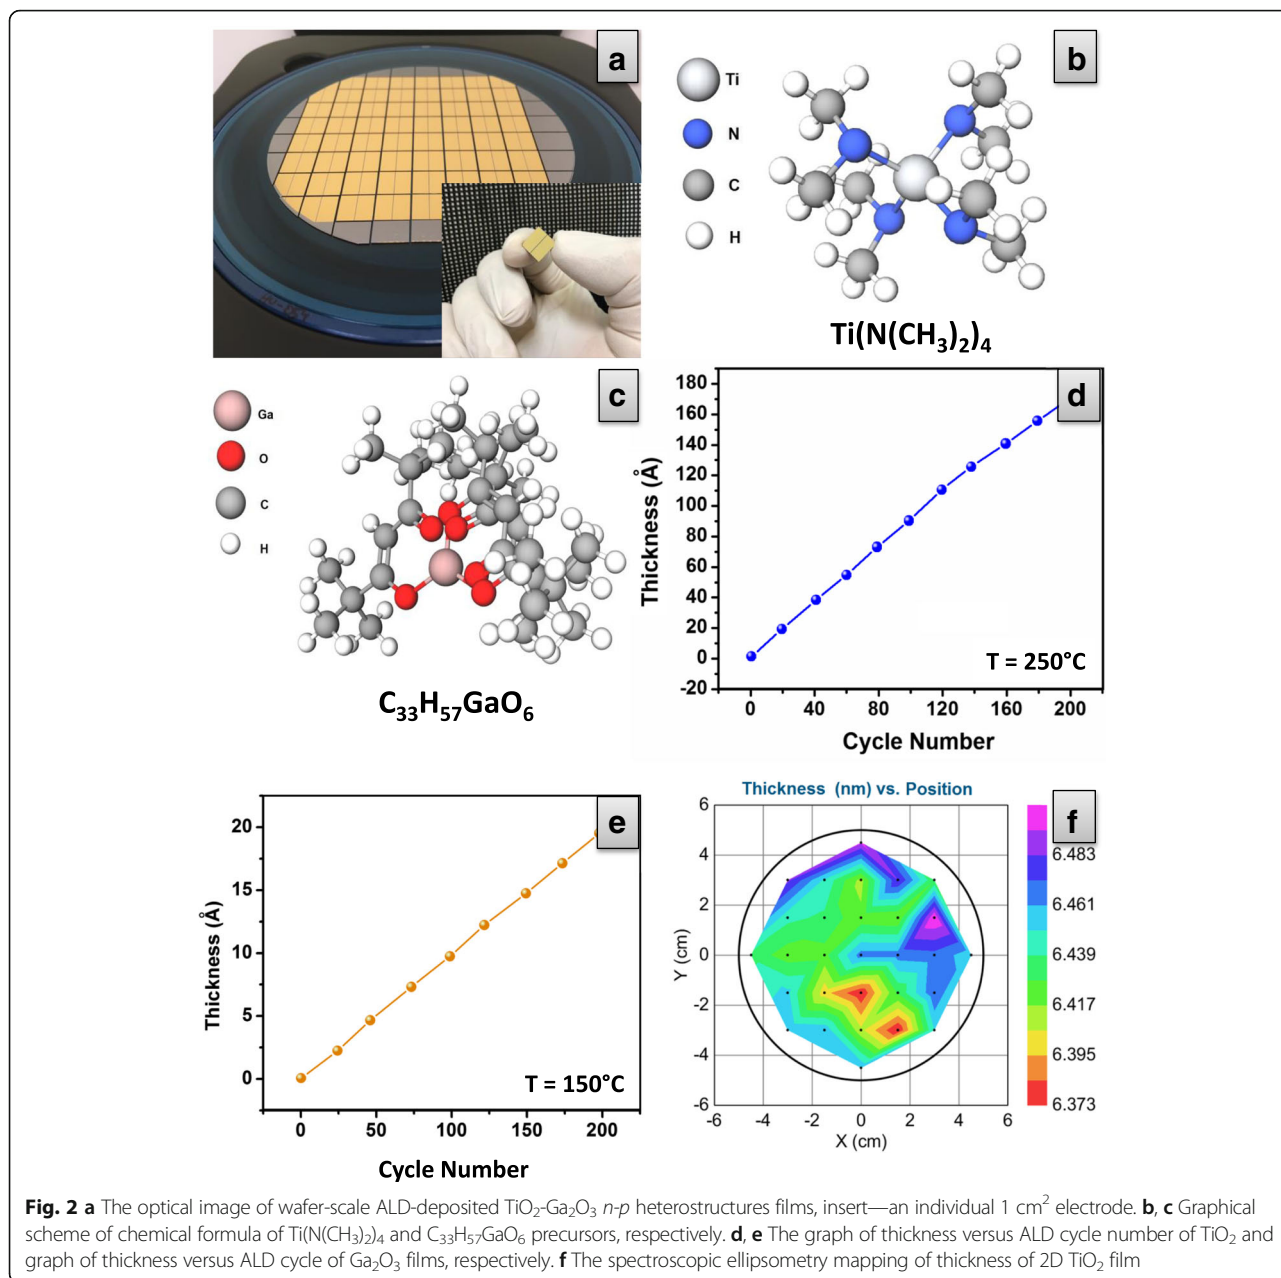 a
b
Ti
N
C
H
Ti(N(CH₃)₂)₄
c
Ga
O
C
H
C₃₃H₅₇GaO₆
d
180
160
140
120
100
80
60
40
20
0
-20
Thickness (Å)
T = 250°C
0 40 80 120 160 200
Cycle Number
e
20
15
10
5
0
Thickness (Å)
T = 150°C
0 50 100 150 200
Cycle Number
Thickness (nm) vs. Position
f
6
4
2
0
-2
-4
-6
Y (cm)
-6 -4 -2 0 2 4 6
X (cm)
6.483
6.461
6.439
6.417
6.395
6.373
Fig. 2 a The optical image of wafer-scale ALD-deposited TiO₂-Ga₂O₃ n-p heterostructures films, insert—an individual 1 cm² electrode. b, c Graphical
scheme of chemical formula of Ti(N(CH₃)₂)₄ and C₃₃H₅₇GaO₆ precursors, respectively. d, e The graph of thickness versus ALD cycle number of TiO₂ and
graph of thickness versus ALD cycle of Ga₂O₃ films, respectively. f The spectroscopic ellipsometry mapping of thickness of 2D TiO₂ film